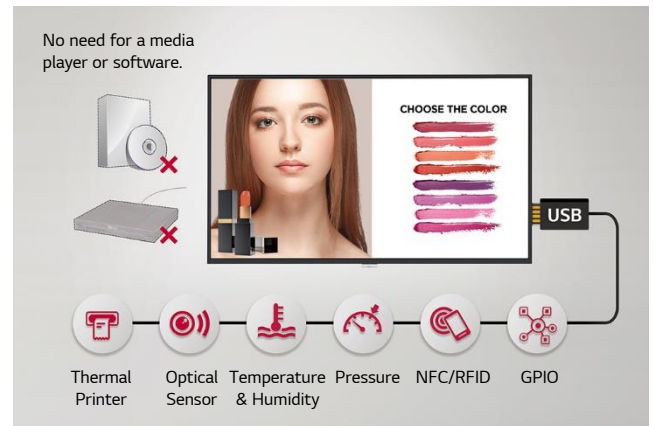 No need for a media
player or software.
CHOOSE THE COLOR
USB
Thermal
Printer
Optical
Sensor
Temperature
& Humidity
Pressure
NFC/RFID
GPIO